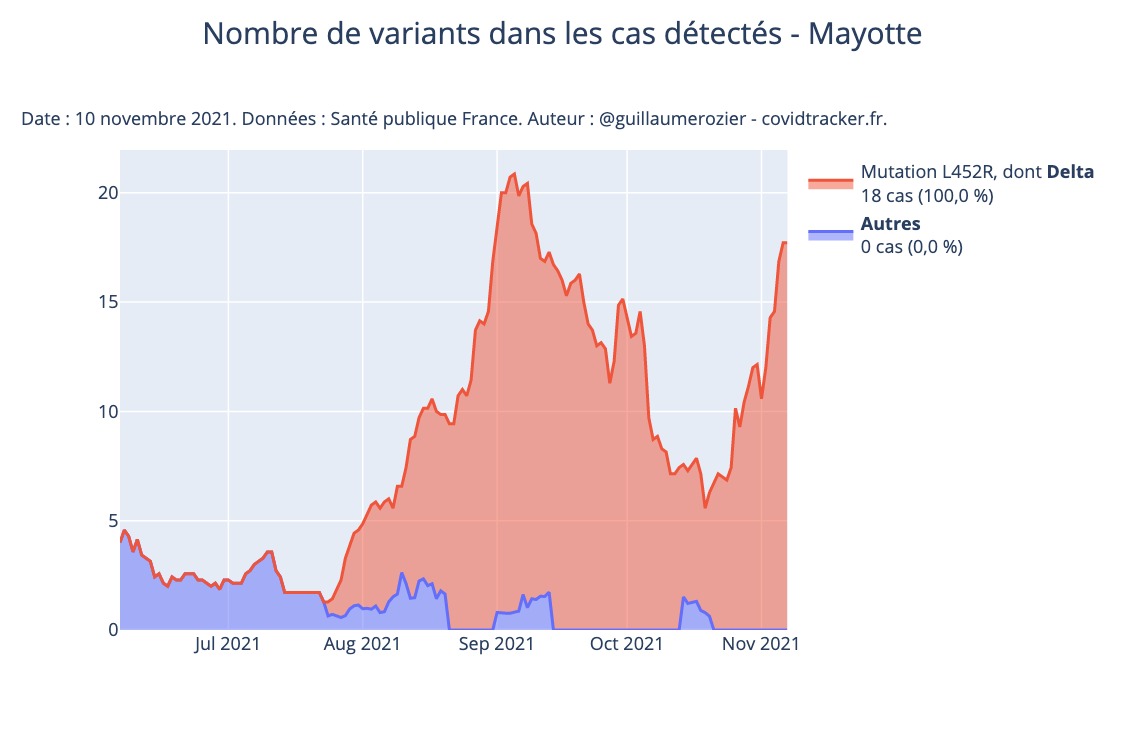 Nombre de variants dans les cas détectés - Mayotte
Date : 10 novembre 2021. Données : Santé publique France. Auteur : @guillaumerozier - covidtracker.fr.
Mutation L452R, dont Delta
18 cas (100,0 %)
Autres
0 cas (0,0 %)
20
15
10
5
0
Jul 2021
Aug 2021
Sep 2021
Oct 2021
Nov 2021